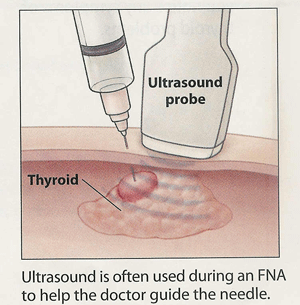 Ultrasound
probe
Thyroid
Ultrasound is often used during an FNA
to help the doctor guide the needle.